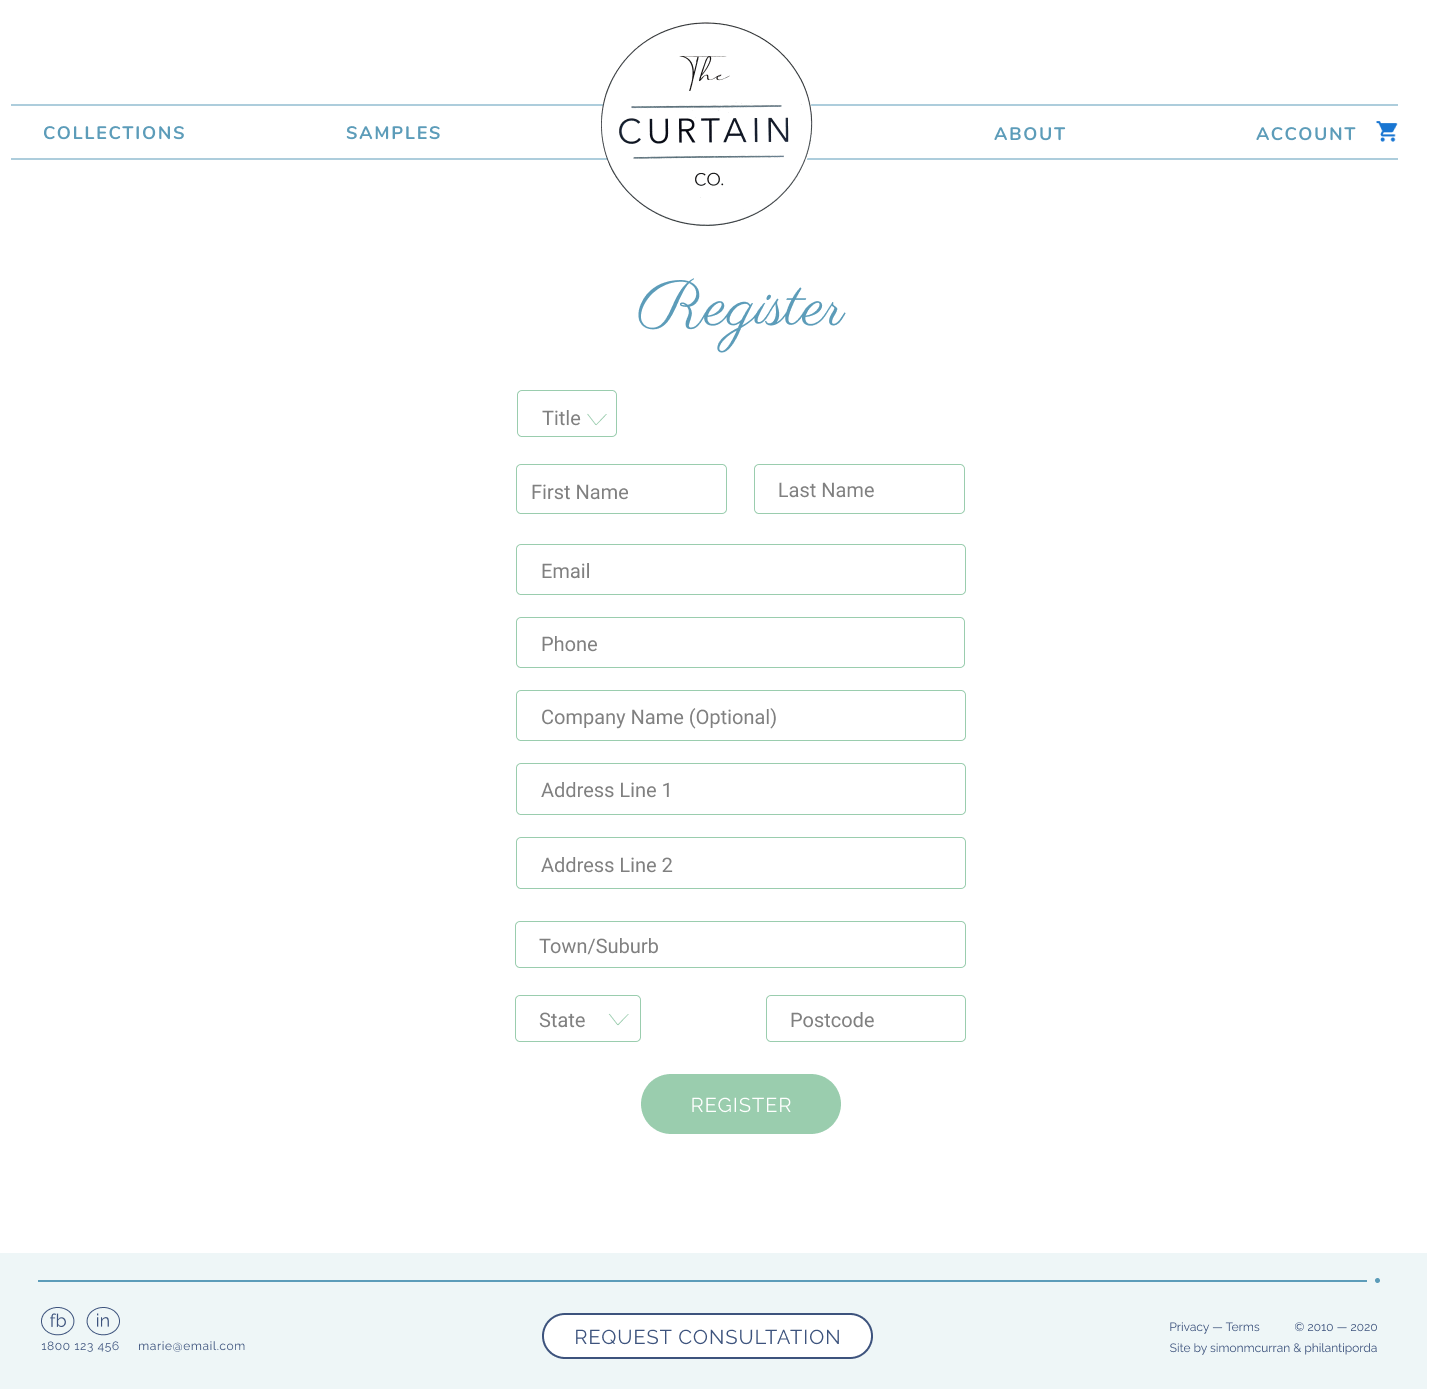 The
CURTAIN
CO.
COLLECTIONS
SAMPLES
ABOUT
ACCOUNT
Register
Title
First Name
Last Name
Email
Phone
Company Name (Optional)
Address Line 1
Address Line 2
Town/Suburb
State
Postcode
REGISTER
fb in
1800 123 456 marie@email.com
REQUEST CONSULTATION
Privacy — Terms © 2010 — 2020
Site by simonmcurran & philantiporda